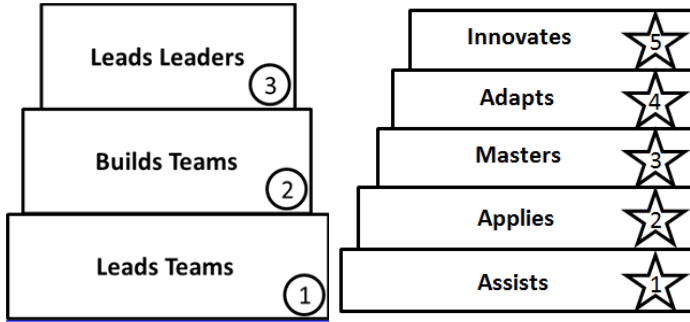 Leads Leaders
3
Builds Teams
2
Leads Teams
1
Innovates
5
Adapts
4
Masters
3
Applies
2
Assists
1